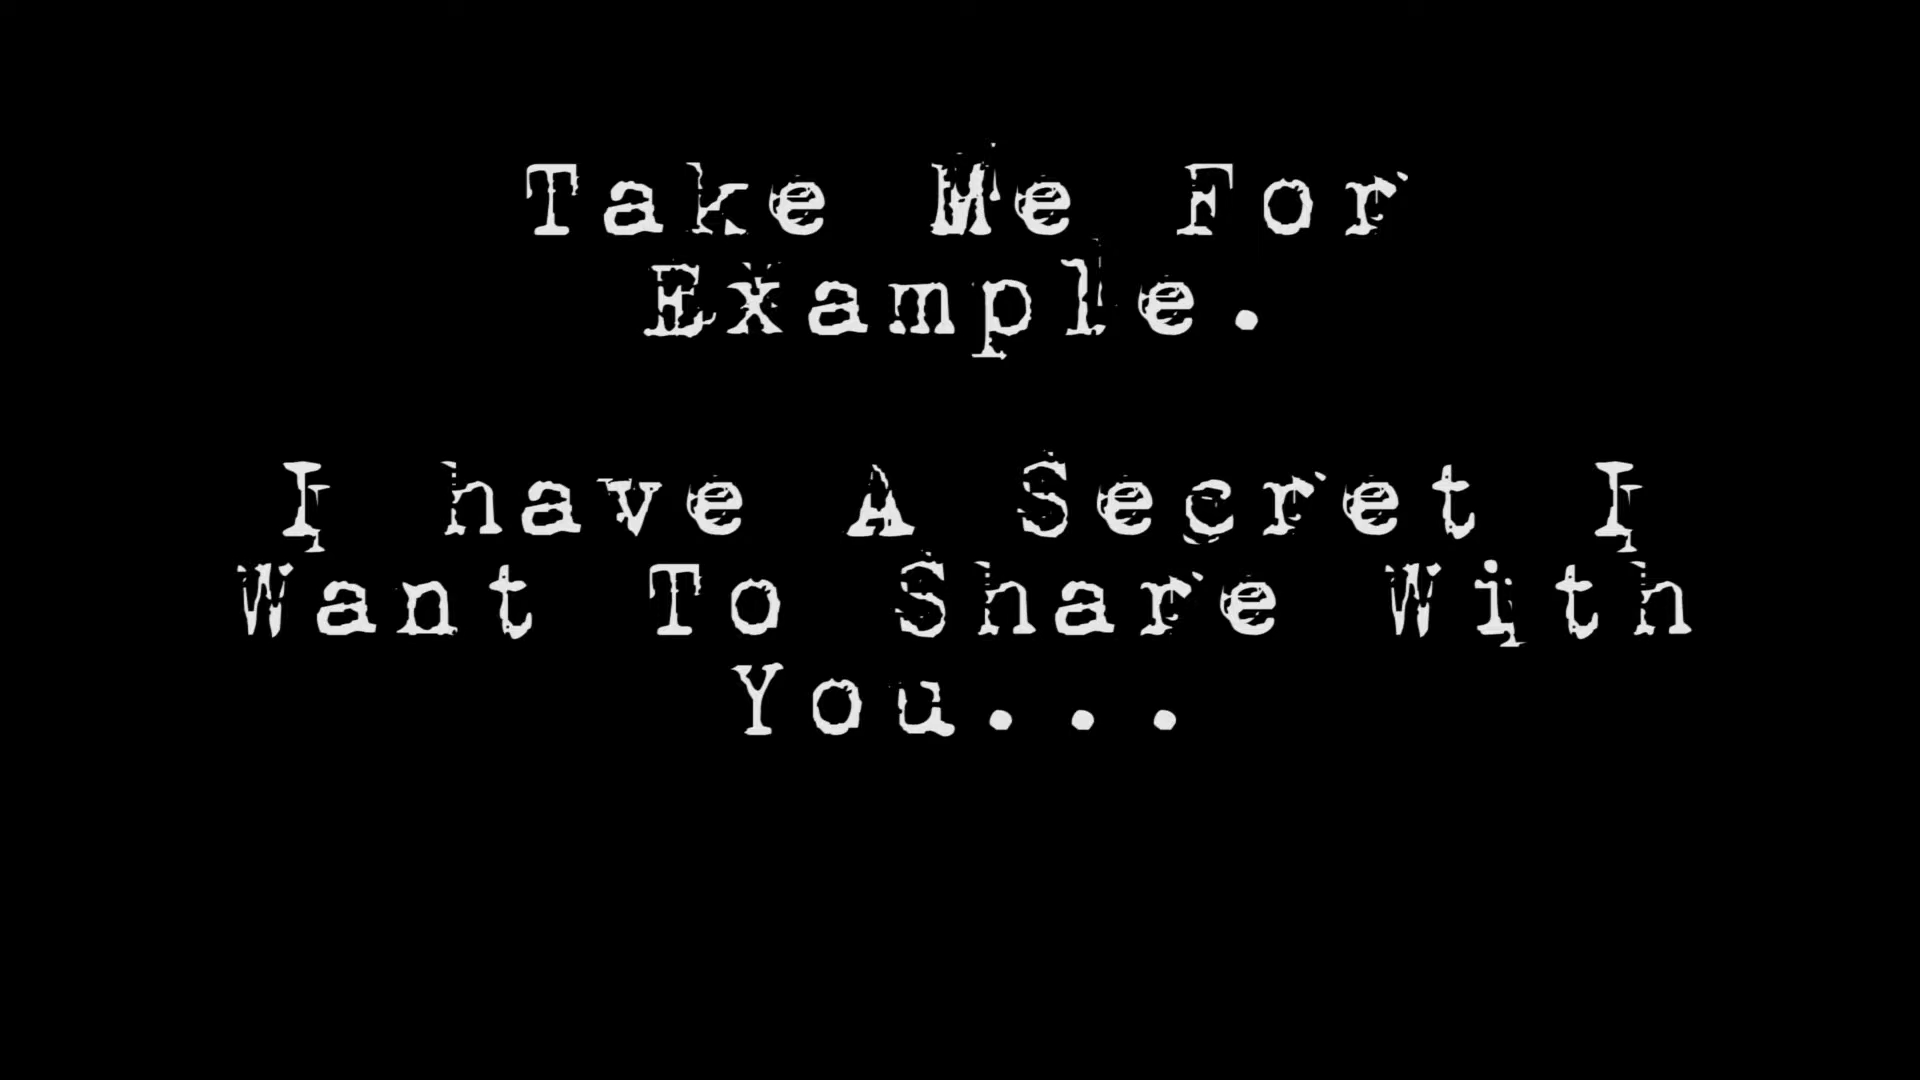 Take Me For
Example.
I have A Secret I
Want To Share With
You...